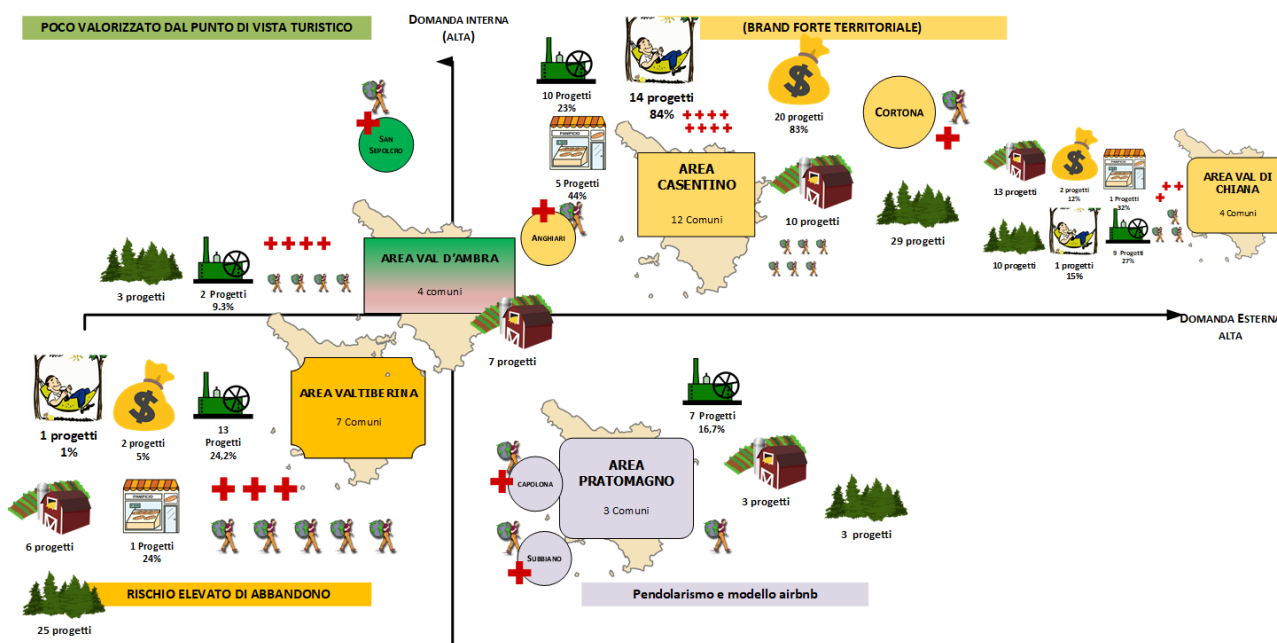 POCO VALORIZZATO DAL PUNTO DI VISTA TURISTICO
DOMANDA INTERNA
(ALTA)
(BRAND FORTE TERRITORIALE)
10 Progetti
23%
14 progetti
84%
20 progetti
83%
CORTONA
SAN
SEPOLCRO
PANIFICIO
5 Progetti
44%
ANGHIARI
AREA
CASENTINO
12 Comuni
10 progetti
29 progetti
13 progetti
2 progetti
12%
1 Progetti
32%
AREA VAL DI
CHIANA
4 Comuni
10 progetti
1 progetti
15%
9 Progetti
27%
3 progetti
2 Progetti
9.3%
AREA VAL D'AMBRA
4 comuni
7 progetti
DOMANDA ESTERNA
ALTA
1 progetti
1%
2 progetti
5%
13
Progetti
24,2%
AREA VALTIBERINA
7 Comuni
6 progetti
PANIFICIO
1 Progetti
24%
25 progetti
RISCHIO ELEVATO DI ABBANDONO
7 Progetti
16,7%
CAPOLONA
SUBBIANO
AREA
PRATOMAGNO
3 Comuni
3 progetti
3 progetti
Pendolarismo e modello airbnb